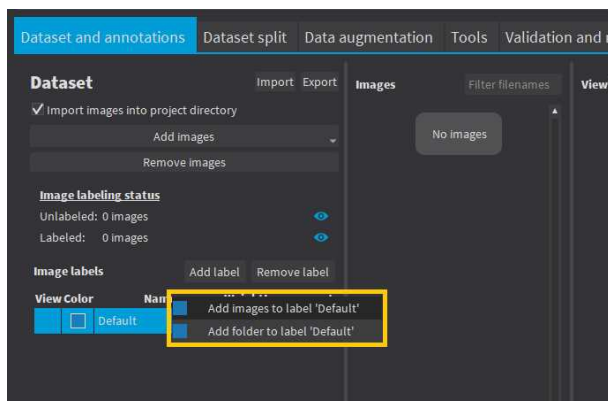 Dataset and annotations Dataset split Data augmentation Tools Validation and
Dataset Import Export
Import images into project directory
Add images
Remove images
Image labeling status
Unlabeled: 0 images
Labeled: 0 images
Image labels Add label Remove label
View Color
Default
Add images to label 'Default'
Add folder to label 'Default'
Images Filter filenames
No images
View